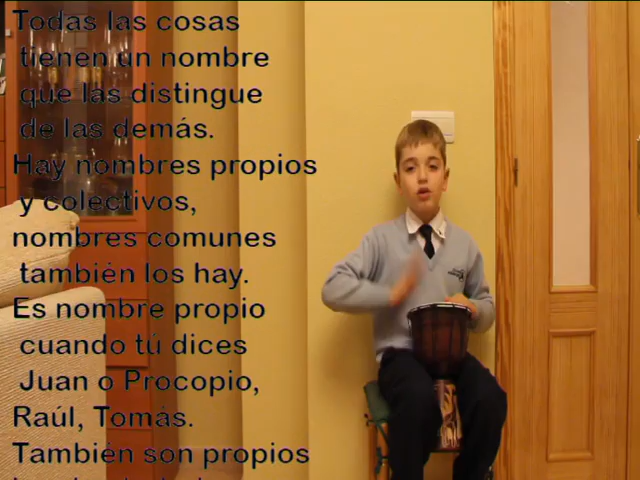 Todas las cosas
tienen un nombre
que las distingue
de las demás.
Hay nombres propios
y colectivos,
nombres comunes
también los hay.
Es nombre propio
cuando tú dices
Juan o Procopio,
Raúl, Tomás.
También son propios